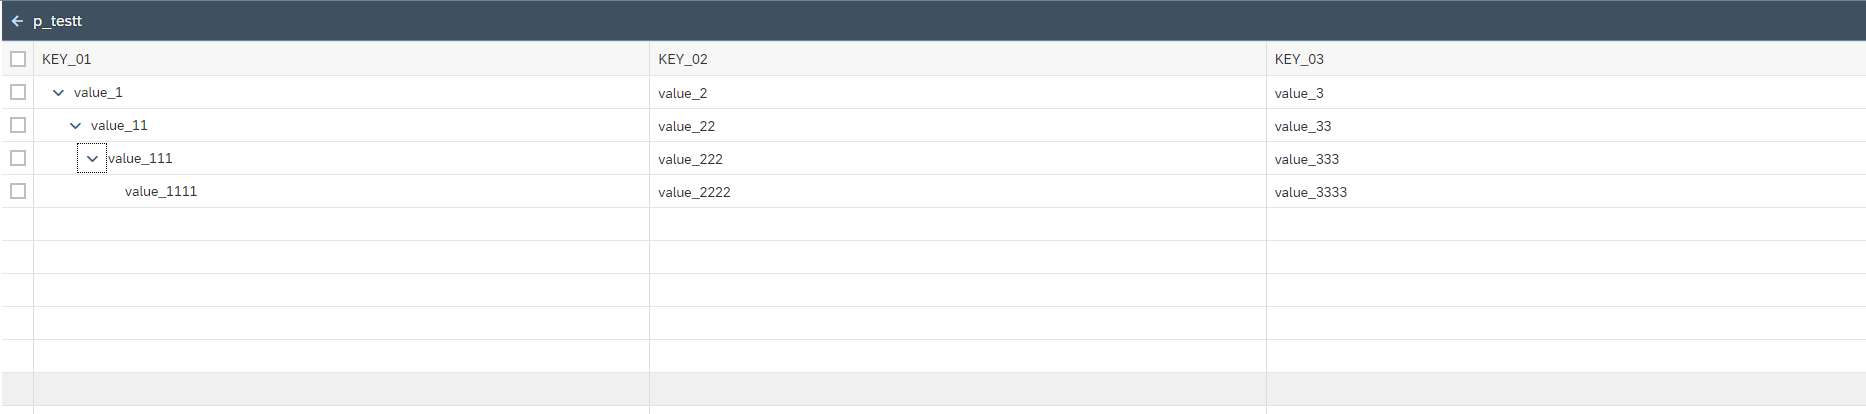 p_testt
KEY_01 KEY_02 KEY_03
value_1 value_2 value_3
value_11 value_22 value_33
value_111 value_222 value_333
value_1111 value_2222 value_3333